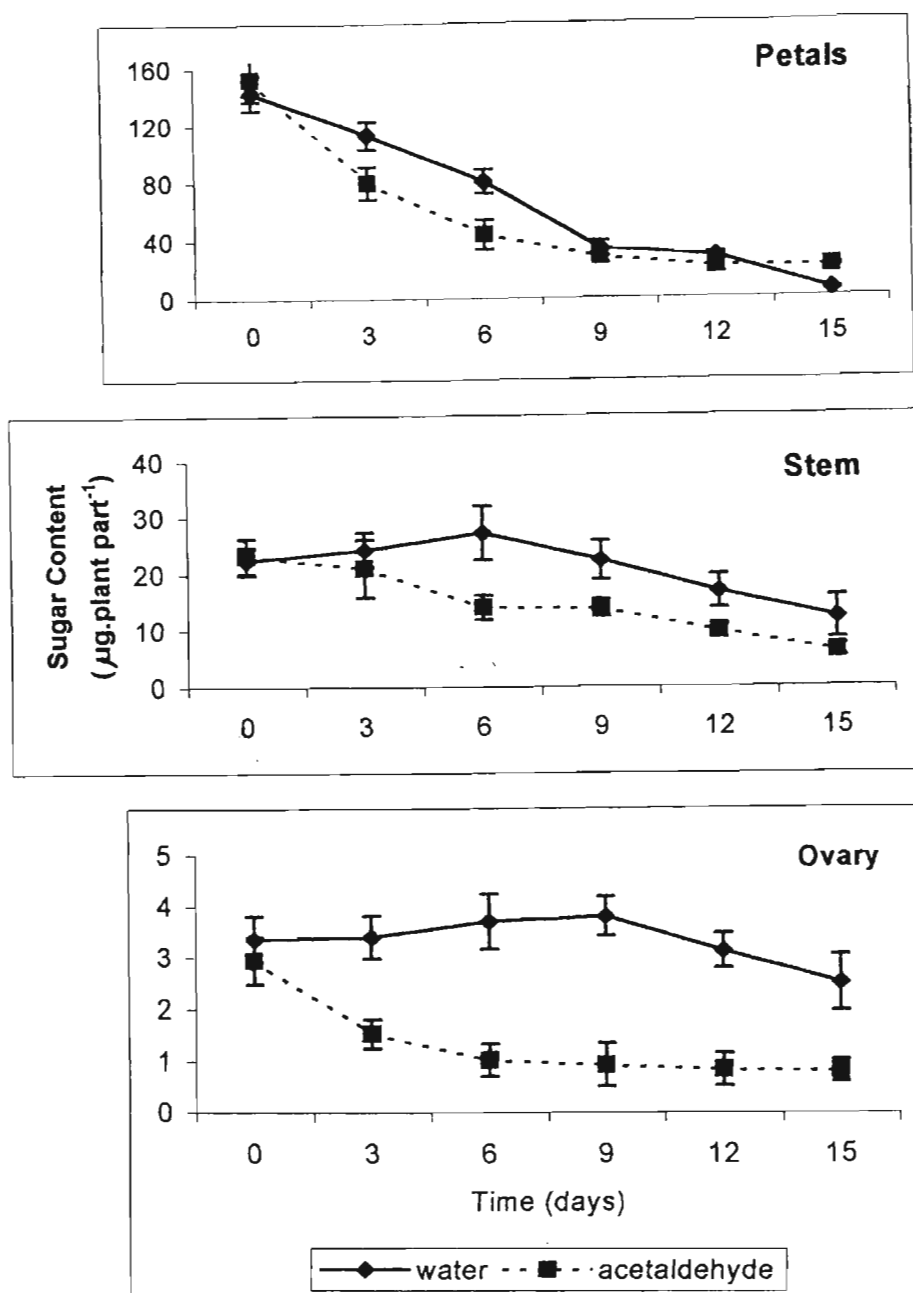 Petals
160
120
80
40
0
0 3 6 9 12 15
Stem
Sugar Content
(µg.plant part⁻¹)
40
30
20
10
0
0 3 6 9 12 15
Ovary
5
4
3
2
1
0
0 3 6 9 12 15
Time (days)
water acetaldehyde